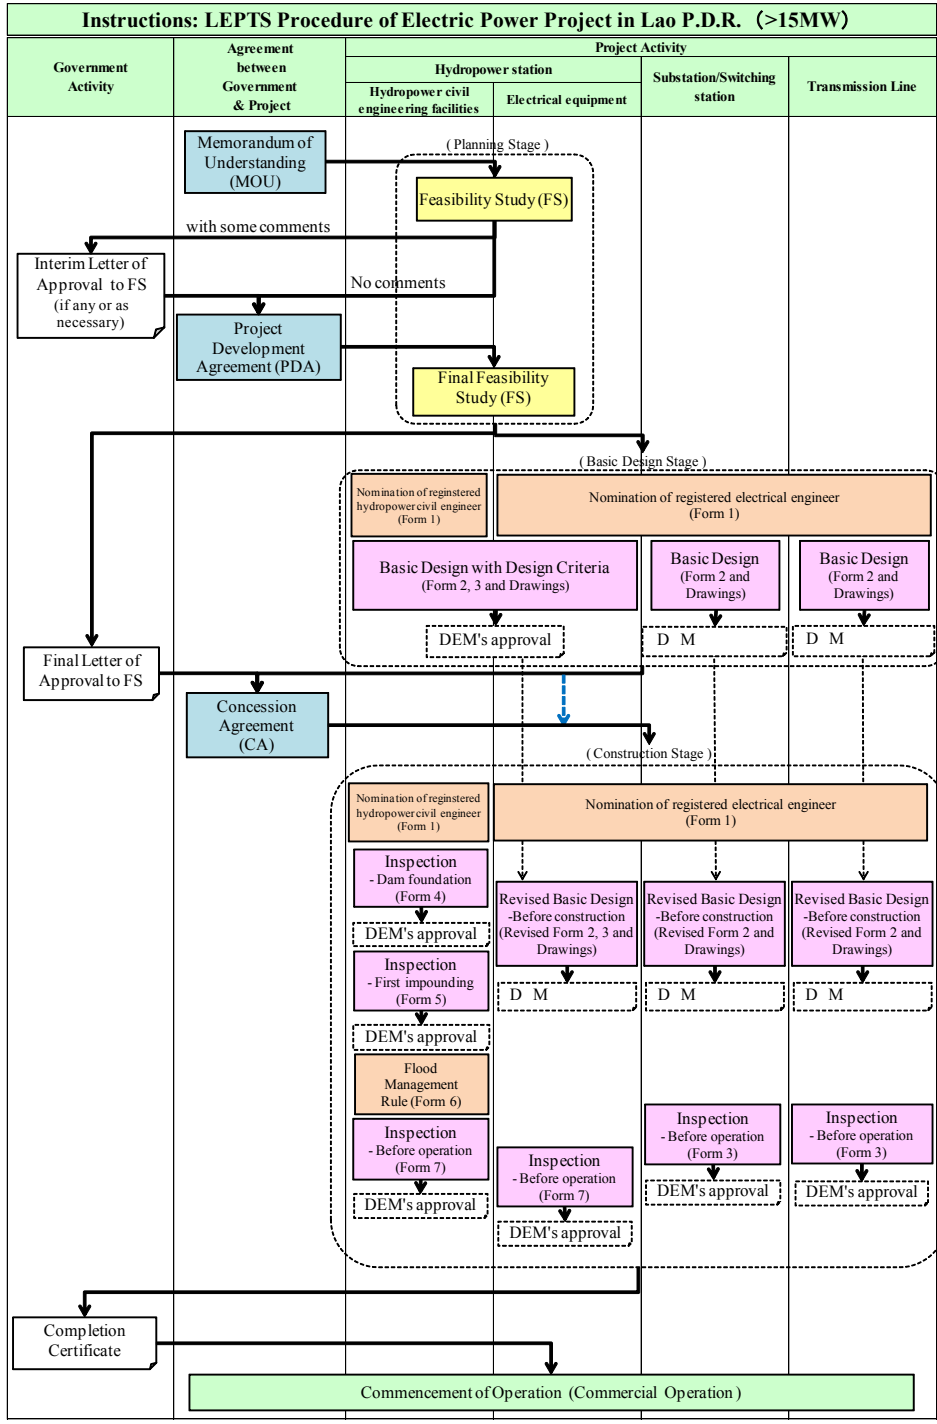 Instructions: LEPTS Procedure of Electric Power Project in Lao P.D.R.（>15MW）
Government
Activity
Agreement
between
Government
& Project
Project Activity
Hydropower station
Hydropower civil
engineering facilities
Electrical equipment
Substation/Switching
station
Transmission Line
Memorandum of
Understanding
(MOU)
( Planning Stage )
Feasibility Study (FS)
with some comments
Interim Letter of
Approval to FS
(if any or as
necessary)
No comments
Project
Development
Agreement (PDA)
Final Feasibility
Study (FS)
( Basic Design Stage )
Nomination of reginstered
hydropower civil engineer
(Form 1)
Nomination of registered electrical engineer
(Form 1)
Basic Design with Design Criteria
(Form 2, 3 and Drawings)
Basic Design
(Form 2 and
Drawings)
Basic Design
(Form 2 and
Drawings)
DEM's approval
D M
D M
Final Letter of
Approval to FS
Concession
Agreement
(CA)
( Construction Stage )
Nomination of reginstered
hydropower civil engineer
(Form 1)
Nomination of registered electrical engineer
(Form 1)
Inspection
- Dam foundation
(Form 4)
DEM's approval
Revised Basic Design
-Before construction
(Revised Form 2, 3 and
Drawings)
Revised Basic Design
-Before construction
(Revised Form 2 and
Drawings)
Revised Basic Design
-Before construction
(Revised Form 2 and
Drawings)
Inspection
- First impounding
(Form 5)
D M
D M
D M
DEM's approval
Flood
Management
Rule (Form 6)
Inspection
- Before operation
(Form 7)
DEM's approval
Inspection
- Before operation
(Form 7)
DEM's approval
Inspection
- Before operation
(Form 3)
DEM's approval
Inspection
- Before operation
(Form 3)
DEM's approval
Completion
Certificate
Commencement of Operation (Commercial Operation )